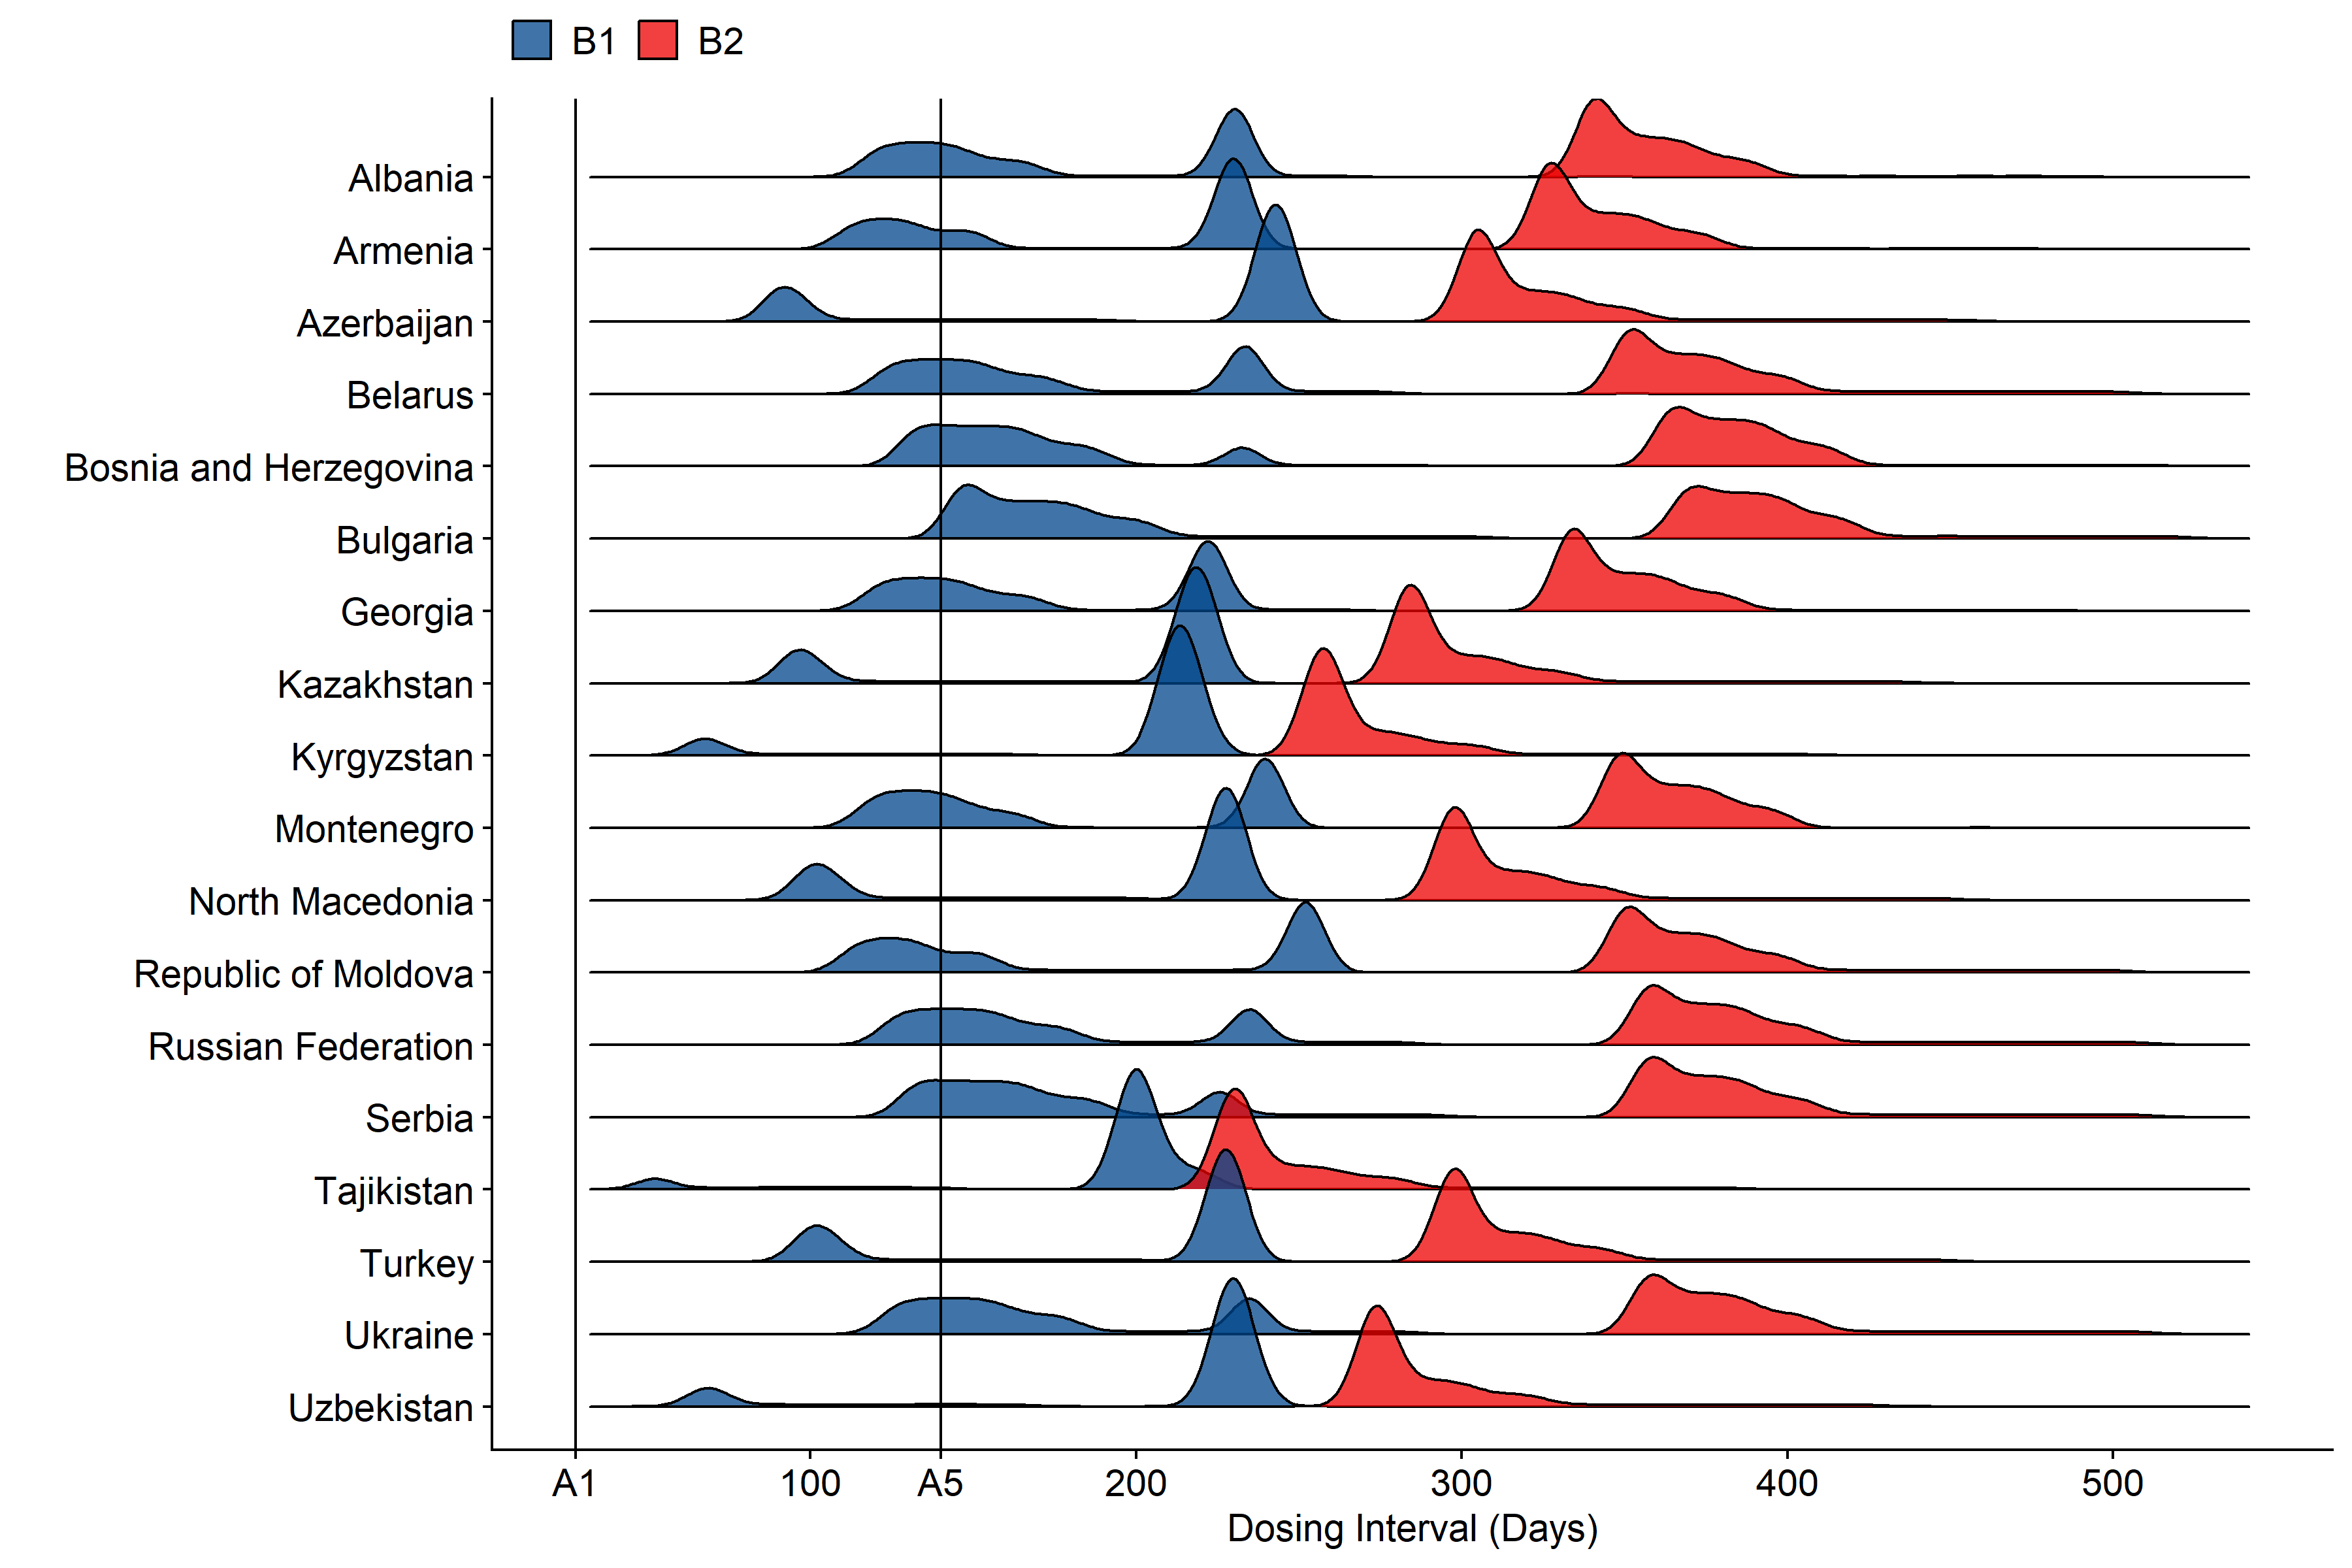 B1 B2
Albania
Armenia
Azerbaijan
Belarus
Bosnia and Herzegovina
Bulgaria
Georgia
Kazakhstan
Kyrgyzstan
Montenegro
North Macedonia
Republic of Moldova
Russian Federation
Serbia
Tajikistan
Turkey
Ukraine
Uzbekistan
A1 100 A5 200 300 400 500
Dosing Interval (Days)